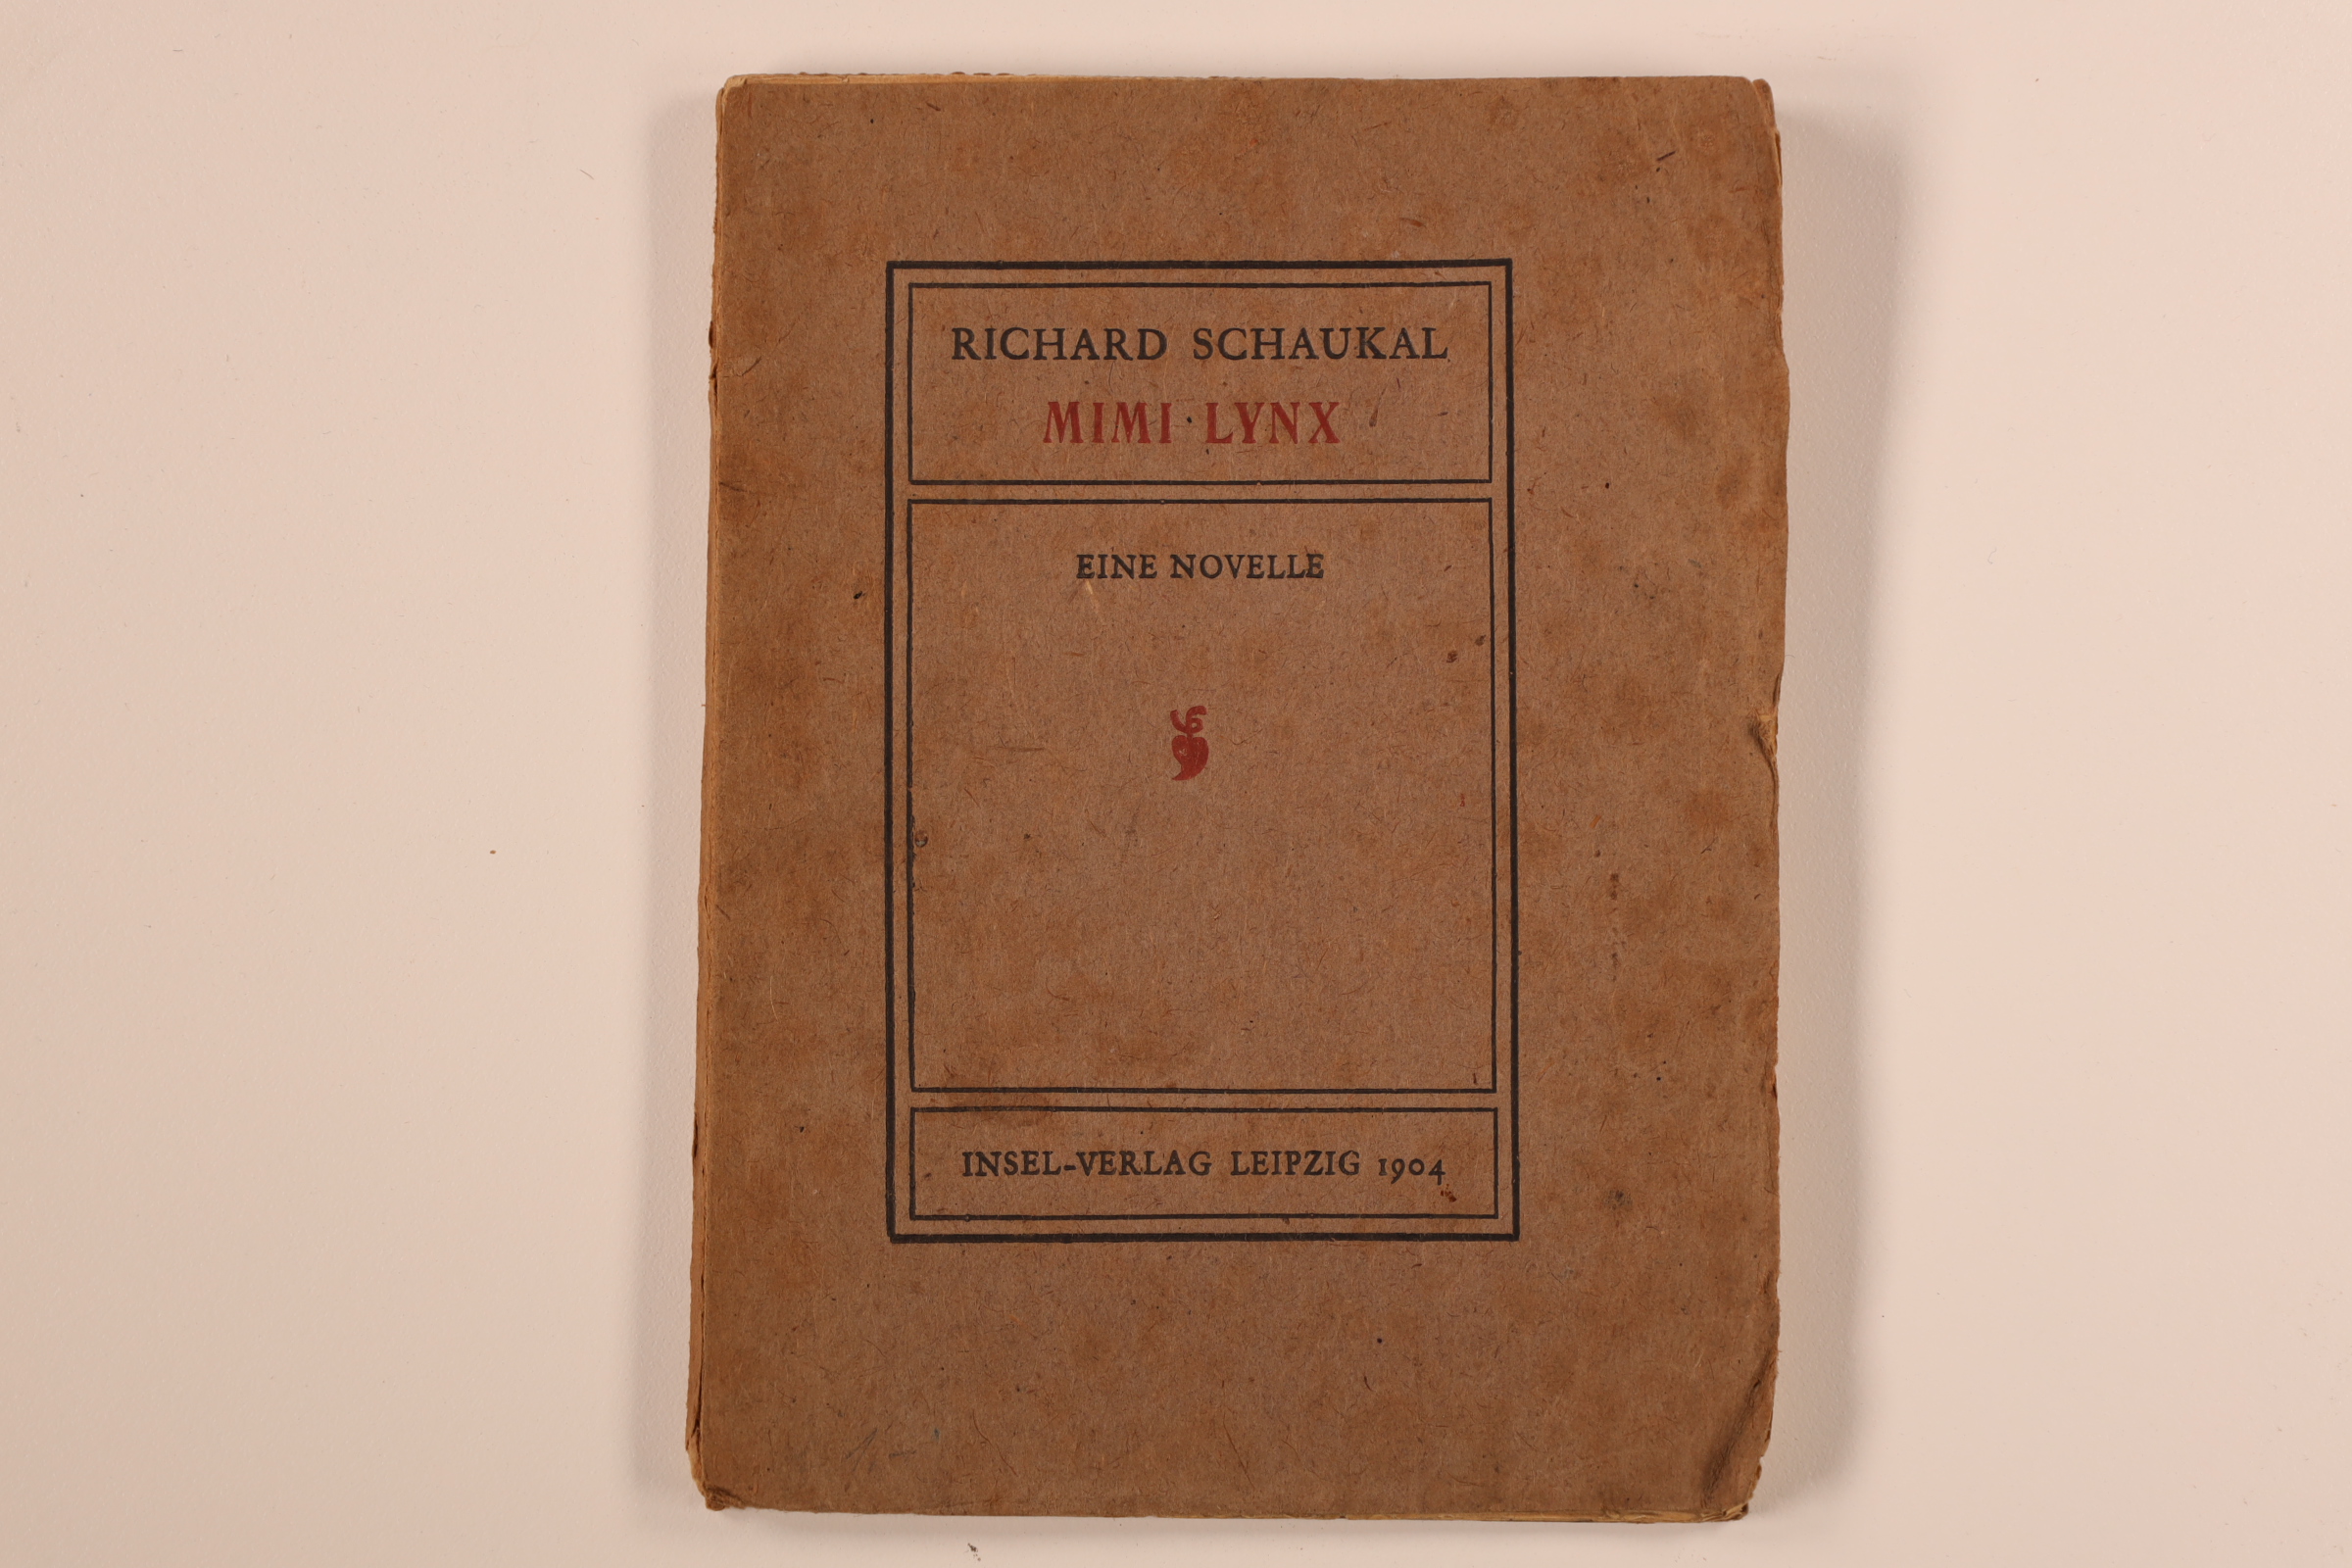 RICHARD SCHAUKAL
MIMI LYNX
EINE NOVELLE
INSEL-VERLAG LEIPZIG 1904